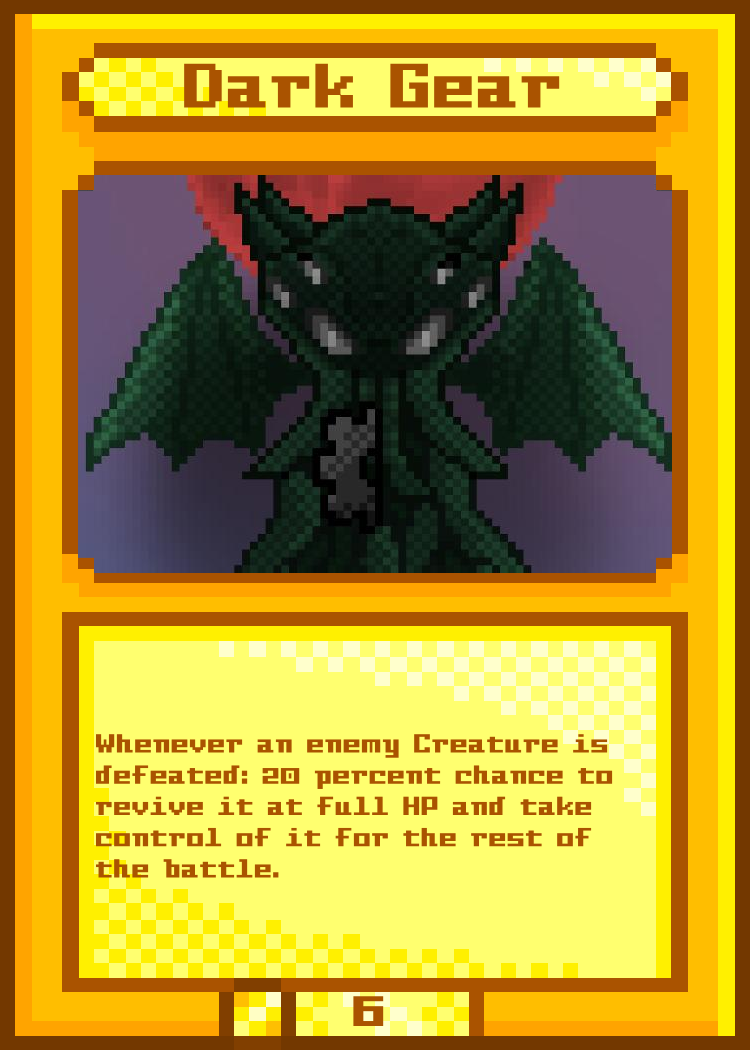 Dark Gear
Whenever an enemy Creature is
defeated: 20 percent chance to
revive it at full HP and take
control of it for the rest of
the battle.
6